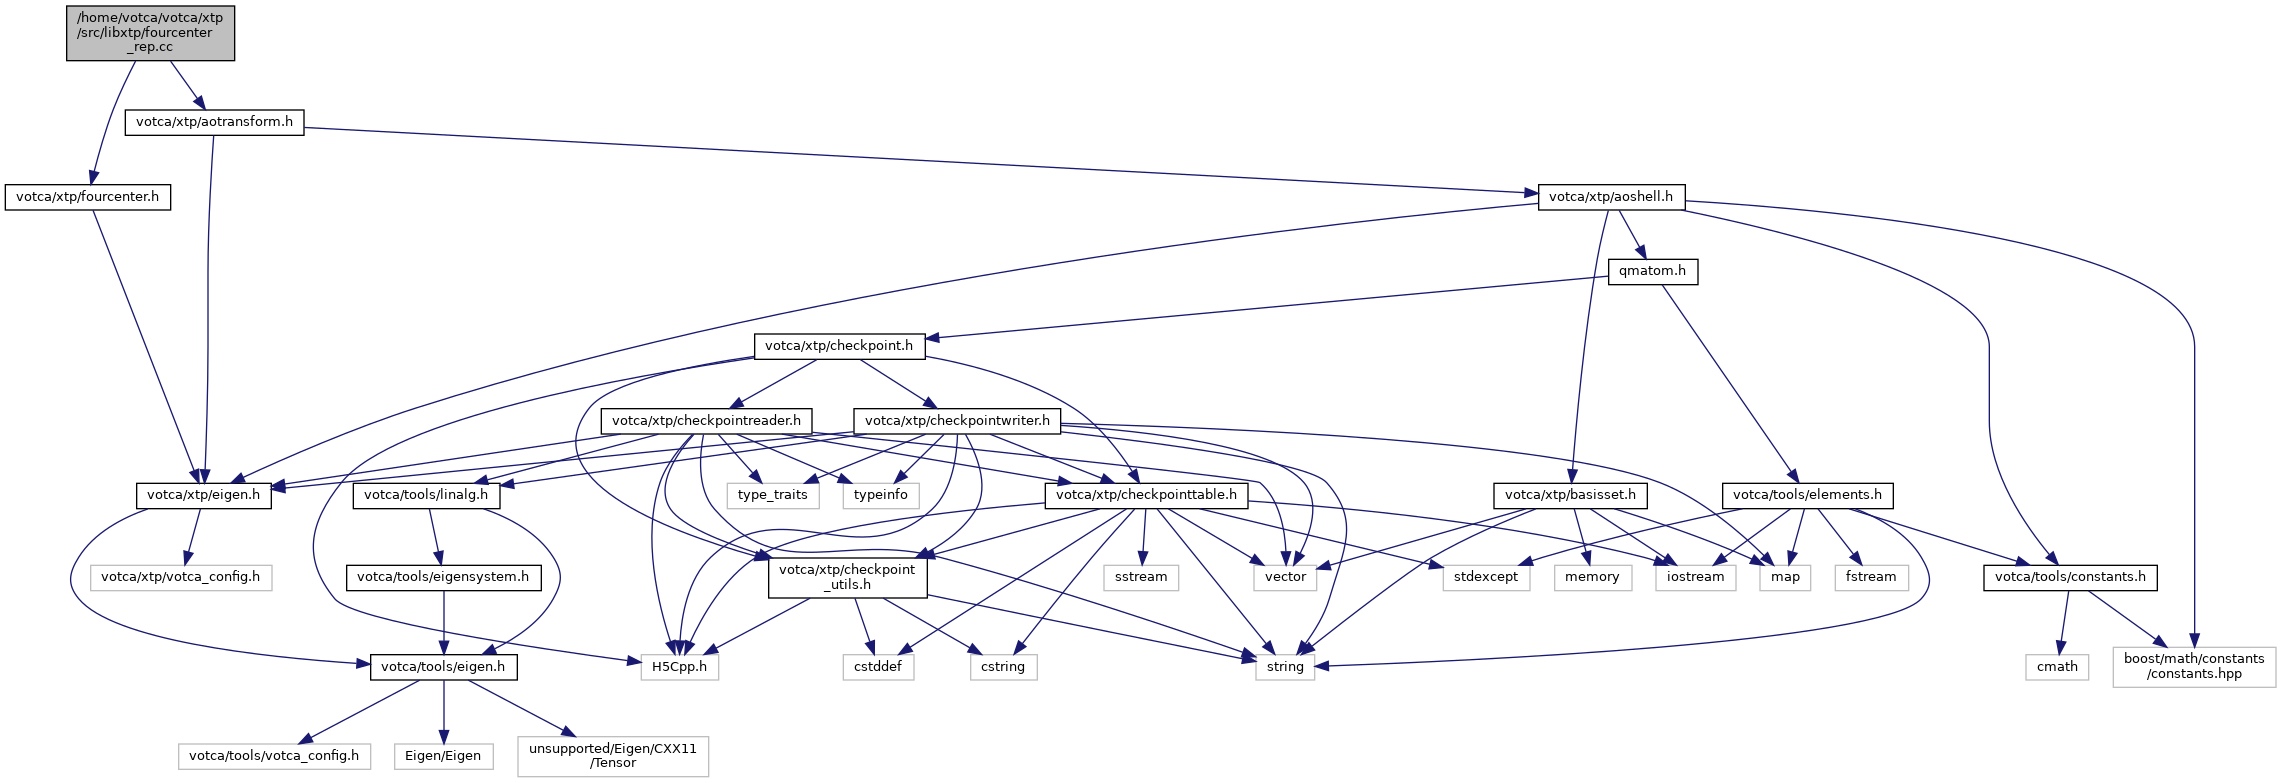 /home/votca/votca/xtp
/src/libxtp/fourcenter
_rep.cc
votca/xtp/aotransform.h
votca/xtp/fourcenter.h
votca/xtp/aoshell.h
qmatom.h
votca/xtp/checkpoint.h
votca/xtp/checkpointreader.h
votca/xtp/checkpointwriter.h
votca/xtp/eigen.h
votca/tools/linalg.h
type_traits
typeinfo
votca/xtp/checkpointtable.h
votca/xtp/basisset.h
votca/tools/elements.h
votca/xtp/votca_config.h
votca/tools/eigensystem.h
votca/xtp/checkpoint
_utils.h
sstream
vector
stdexcept
memory
iostream
map
fstream
votca/tools/constants.h
votca/tools/eigen.h
H5Cpp.h
cstddef
cstring
string
cmath
boost/math/constants
/constants.hpp
votca/tools/votca_config.h
Eigen/Eigen
unsupported/Eigen/CXX11
/Tensor